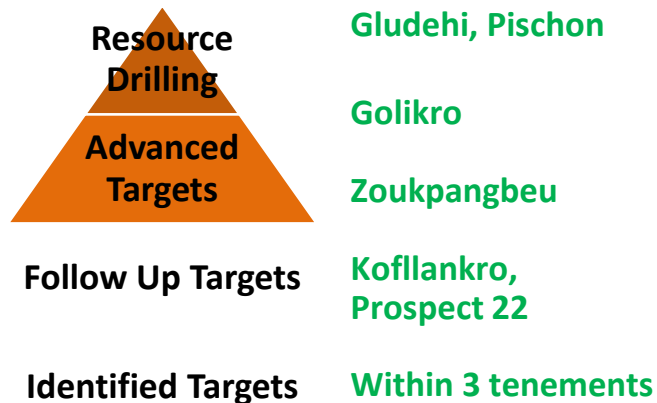 Resource
Drilling
Gludehi, Pischon
Golikro
Advanced
Targets
Zoukpangbeu
Follow Up Targets
Kofllankro,
Prospect 22
Identified Targets
Within 3 tenements